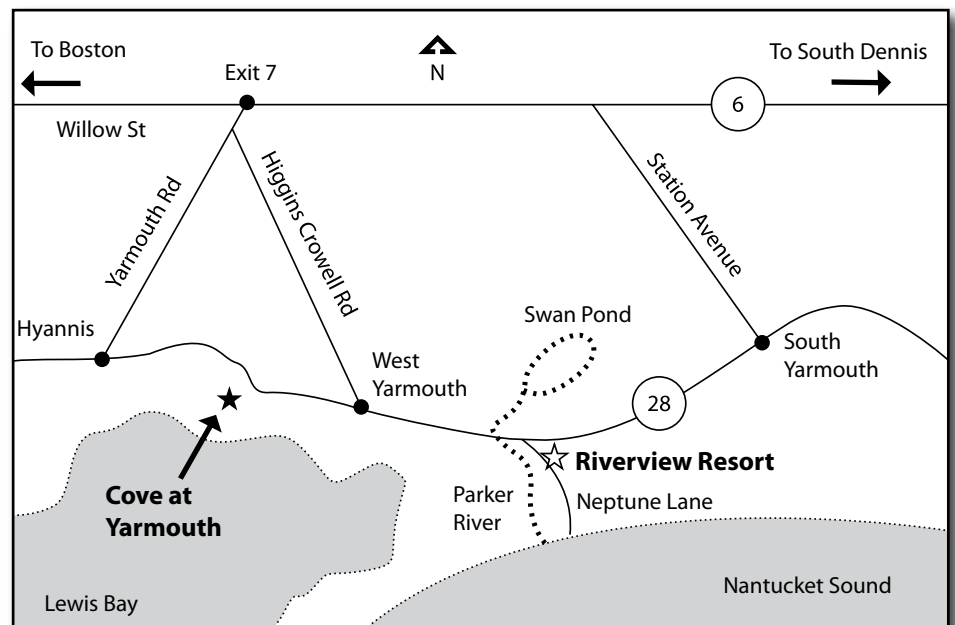 To Boston
N
To South Dennis
Exit 7
6
Willow St
Yarmouth Rd
Higgins Crowell Rd
Station Avenue
Hyannis
Swan Pond
West
Yarmouth
South
Yarmouth
28
Riverview Resort
Cove at
Yarmouth
Parker
River
Neptune Lane
Nantucket Sound
Lewis Bay